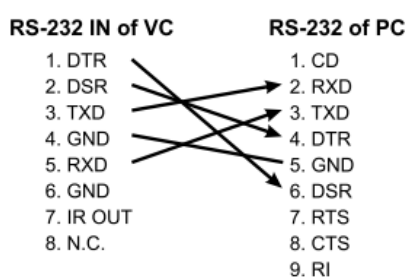 RS-232 IN of VC
1. DTR
2. DSR
3. TXD
4. GND
5. RXD
6. GND
7. IR OUT
8. N.C.
RS-232 of PC
1. CD
2. RXD
3. TXD
4. DTR
5. GND
6. DSR
7. RTS
8. CTS
9. RI